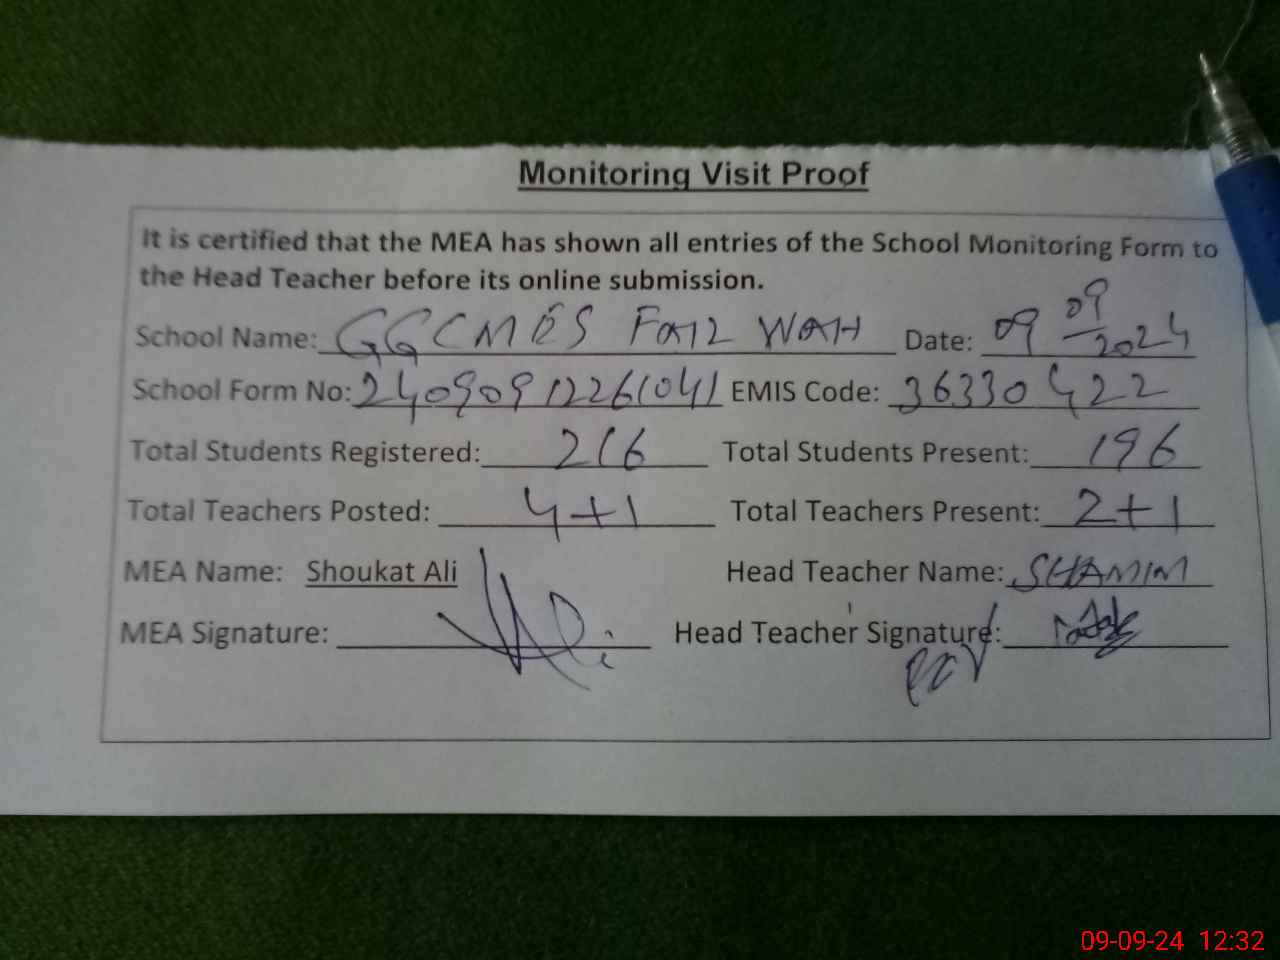 Monitoring Visit Proof
It is certified that the MEA has shown all entries of the School Monitoring Form to
the Head Teacher before its online submission.
School Name: GGCMES FAIZ WAH Date: 09 09 2024
School Form No: 24090912261041 EMIS Code: 36330422
Total Students Registered: 216 Total Students Present: 196
Total Teachers Posted: 4+1 Total Teachers Present: 2+1
MEA Name: Shoukat Ali Head Teacher Name: SHAMIM
MEA Signature: Head Teacher Signature:
09-09-24 12:32